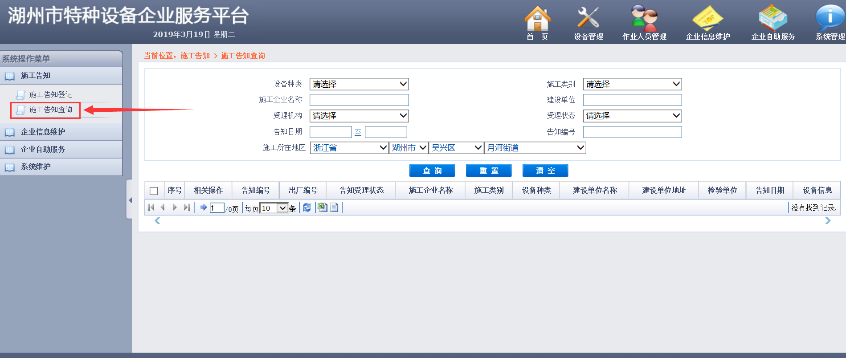 湖州市特种设备企业服务平台
2019年3月19日 星期二
首 页 设备管理 作业人员管理 企业信息维护 企业自助服务 系统管理
系统操作菜单
施工告知
施工告知登记
施工告知查询
企业信息维护
企业自助服务
系统维护
当前位置: 施工告知 > 施工告知查询
设备种类 请选择 施工类别 请选择
施工企业名称 建设单位
受理机构 请选择 受理状态 请选择
告知日期 至 告知编号
施工所在地区 浙江省 湖州市 吴兴区 月河街道
查 询 重 置 清 空
序号 相关操作 告知编号 出厂编号 告知受理状态 施工企业名称 施工类别 设备种类 建设单位名称 建设单位地址 检验单位 告知日期 设备信息
1 /0页 每页 10 条 没有找到记录.